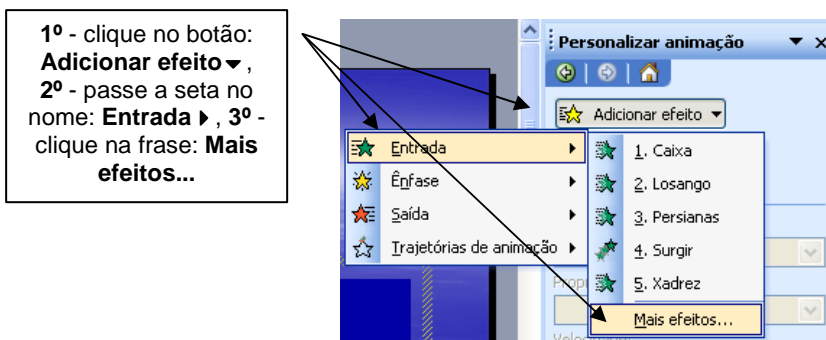 1º - clique no botão:
Adicionar efeito ,
2º - passe a seta no
nome: Entrada , 3º -
clique na frase: Mais
efeitos...
Personalizar animação
Adicionar efeito
Entrada
Ênfase
Saída
Trajetórias de animação
1. Caixa
2. Losango
3. Persianas
4. Surgir
5. Xadrez
Mais efeitos...